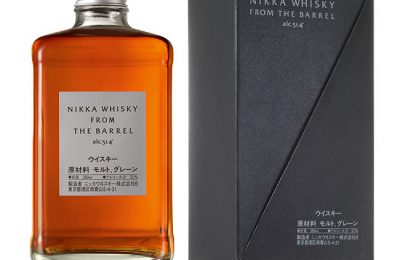 NIKKA WHISKY
FROM
THE BARREL
alc.51.4°
ウイスキー
原材料 モルト、グレーン
NIKKA WHISKY
FROM
THE BARREL
alc.51.4°
ウイスキー
原材料 モルト、グレーン